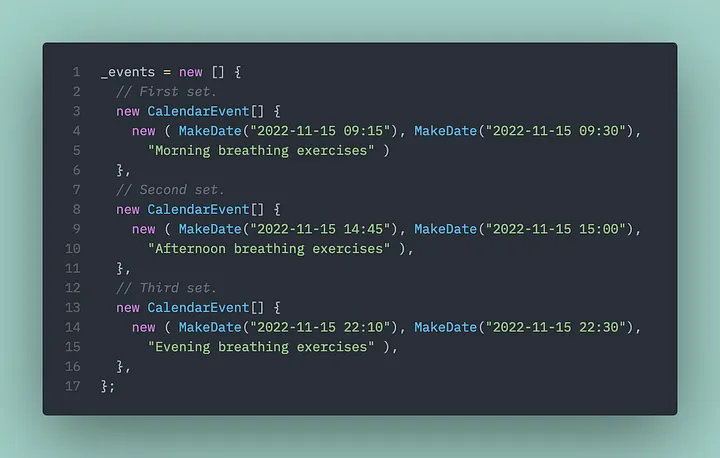 1 _events = new [] {
2   // First set.
3   new CalendarEvent[] {
4     new ( MakeDate("2022-11-15 09:15"), MakeDate("2022-11-15 09:30"),
5       "Morning breathing exercises" )
6   },
7   // Second set.
8   new CalendarEvent[] {
9     new ( MakeDate("2022-11-15 14:45"), MakeDate("2022-11-15 15:00"),
10       "Afternoon breathing exercises" ),
11   },
12   // Third set.
13   new CalendarEvent[] {
14     new ( MakeDate("2022-11-15 22:10"), MakeDate("2022-11-15 22:30"),
15       "Evening breathing exercises" ),
16   },
17 };